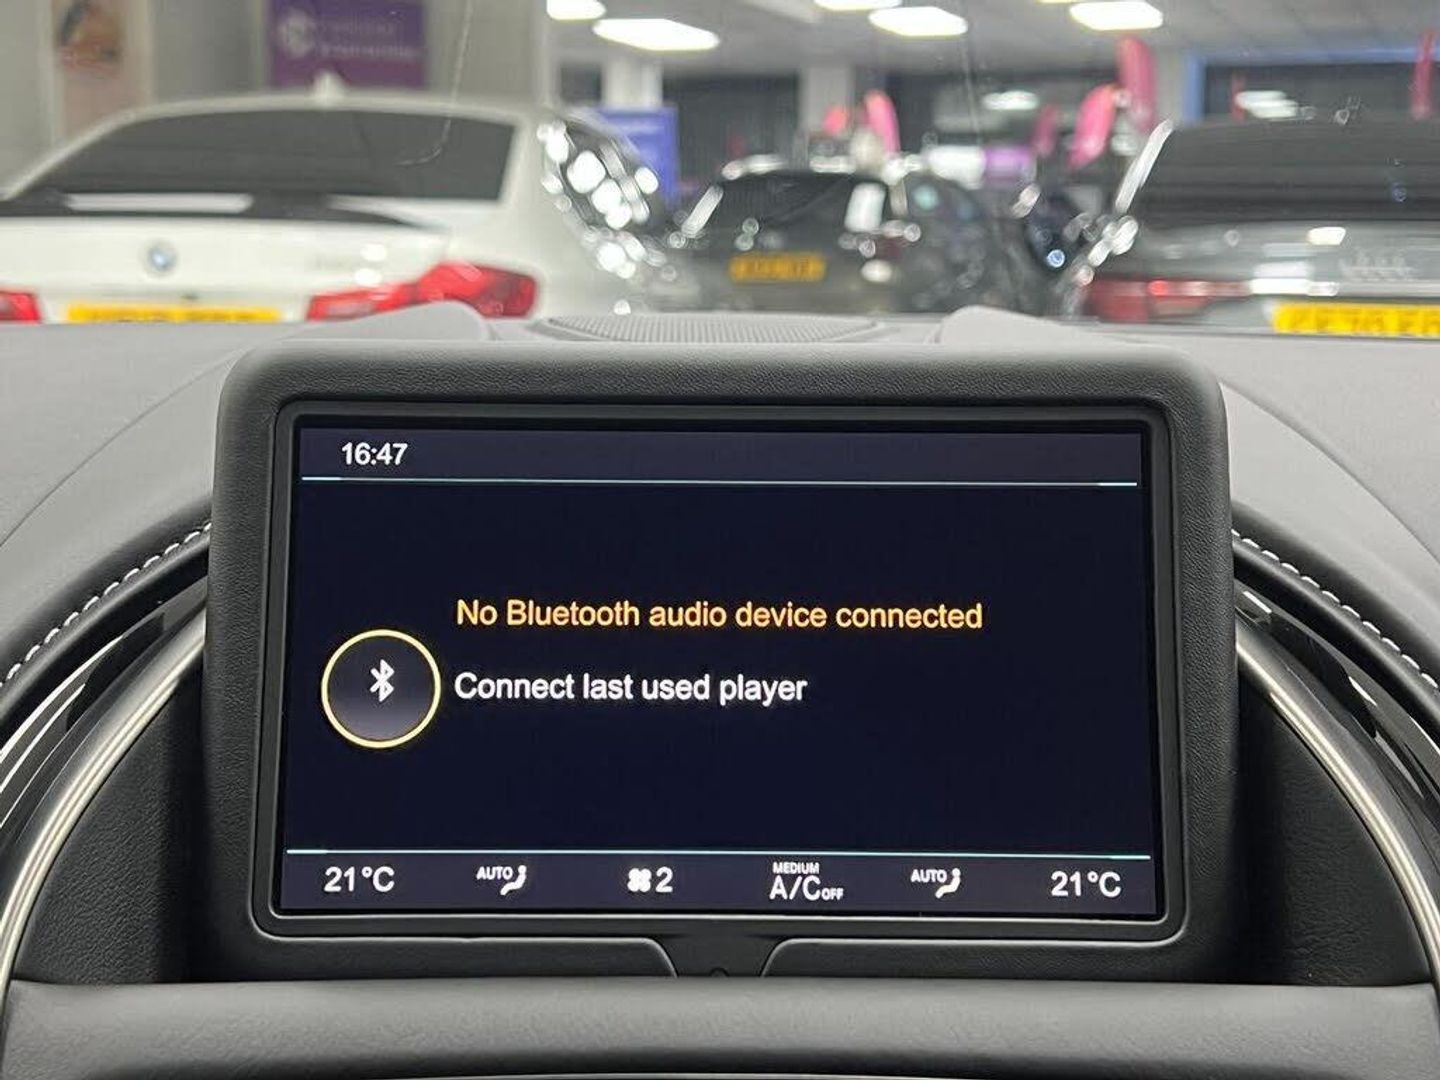 16:47
No Bluetooth audio device connected
Connect last used player
21°C AUTO 2 MEDIUM A/C OFF AUTO 21°C